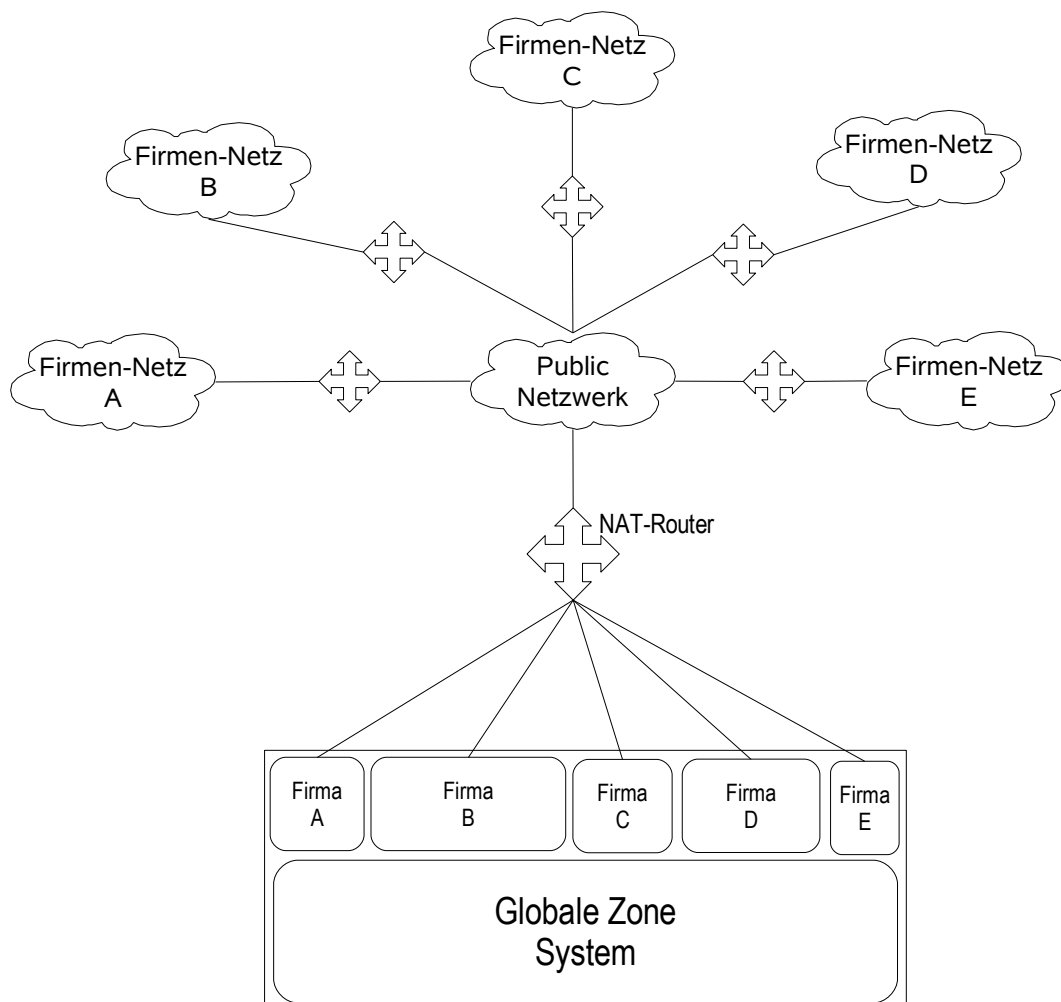 Firmen-Netz
C
Firmen-Netz
B
Firmen-Netz
D
Firmen-Netz
A
Public
Netzwerk
Firmen-Netz
E
NAT-Router
Firma
A
Firma
B
Firma
C
Firma
D
Firma
E
Globale Zone
System